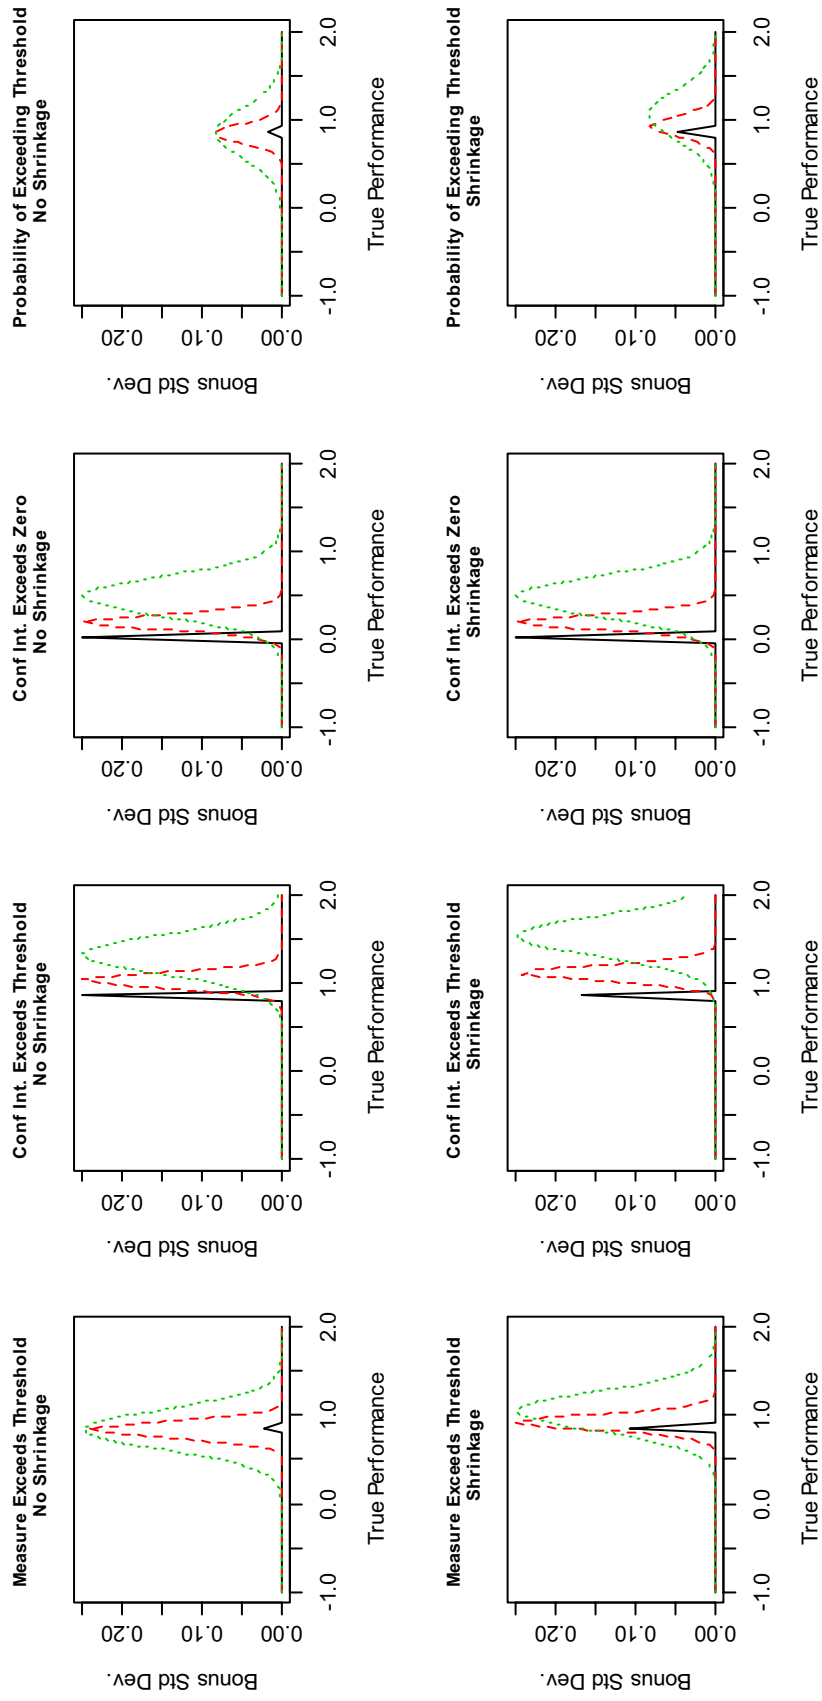 Measure Exceeds Threshold
No Shrinkage
Bonus Std Dev.
0.20
0.10
0.00
-1.0 0.0 1.0 2.0
True Performance
Conf Int. Exceeds Threshold
No Shrinkage
Bonus Std Dev.
0.20
0.10
0.00
-1.0 0.0 1.0 2.0
True Performance
Conf Int. Exceeds Zero
No Shrinkage
Bonus Std Dev.
0.20
0.10
0.00
-1.0 0.0 1.0 2.0
True Performance
Probability of Exceeding Threshold
No Shrinkage
Bonus Std Dev.
0.20
0.10
0.00
-1.0 0.0 1.0 2.0
True Performance
Measure Exceeds Threshold
Shrinkage
Bonus Std Dev.
0.20
0.10
0.00
-1.0 0.0 1.0 2.0
True Performance
Conf Int. Exceeds Threshold
Shrinkage
Bonus Std Dev.
0.20
0.10
0.00
-1.0 0.0 1.0 2.0
True Performance
Conf Int. Exceeds Zero
Shrinkage
Bonus Std Dev.
0.20
0.10
0.00
-1.0 0.0 1.0 2.0
True Performance
Probability of Exceeding Threshold
Shrinkage
Bonus Std Dev.
0.20
0.10
0.00
-1.0 0.0 1.0 2.0
True Performance